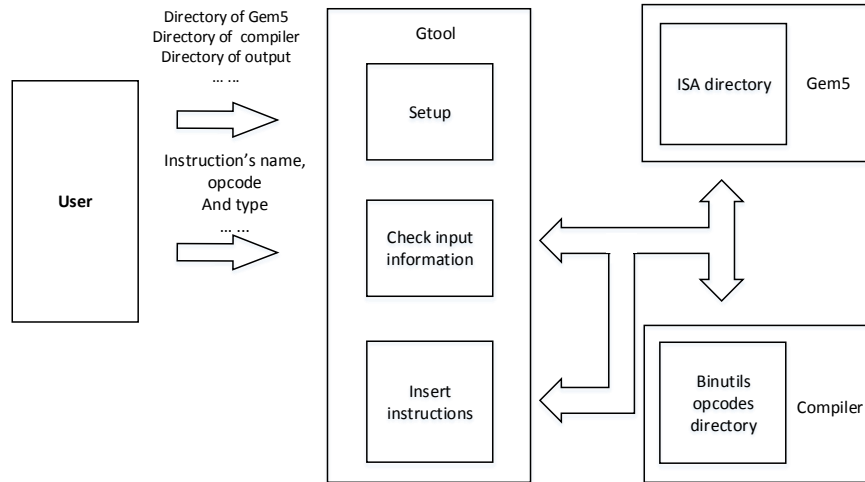 Directory of Gem5
Directory of compiler
Directory of output
... ...
Instruction's name,
opcode
And type
... ...
User
Gtool
Setup
Check input
information
Insert
instructions
ISA directory
Gem5
Binutils
opcodes
directory
Compiler